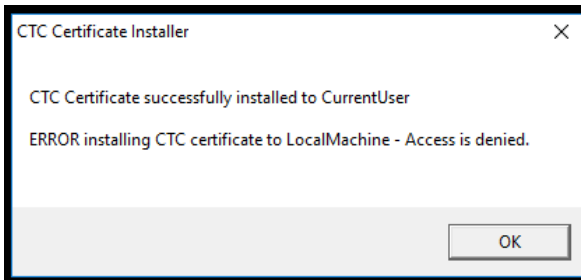 CTC Certificate Installer
CTC Certificate successfully installed to CurrentUser
ERROR installing CTC certificate to LocalMachine - Access is denied.
OK